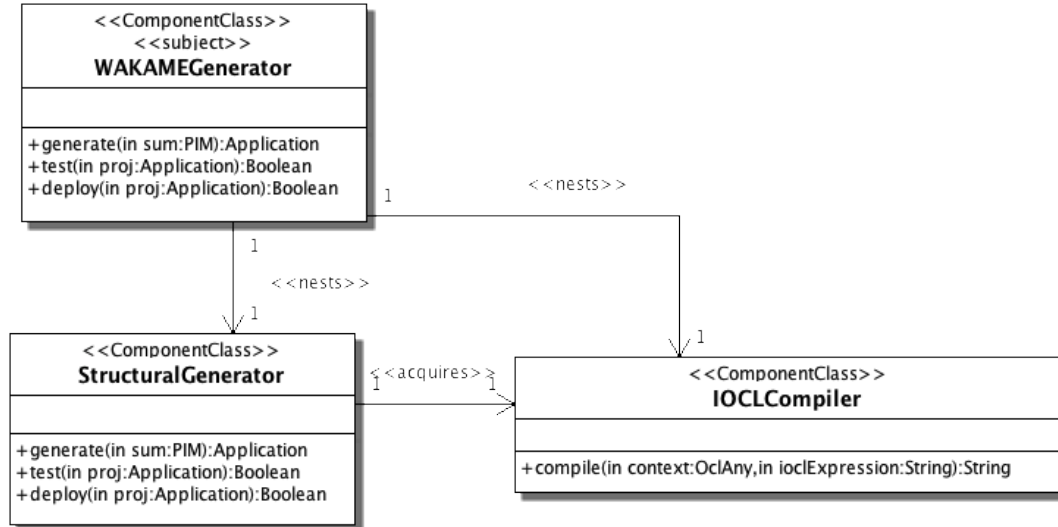 <<ComponentClass>>
<<subject>>
WAKAMEGenerator
+generate(in sum:PIM):Application
+test(in proj:Application):Boolean
+deploy(in proj:Application):Boolean
<<nests>>
1
1
<<nests>>
1
1
<<ComponentClass>>
StructuralGenerator
+generate(in sum:PIM):Application
+test(in proj:Application):Boolean
+deploy(in proj:Application):Boolean
<<acquires>>
1
1
<<ComponentClass>>
IOCLCompiler
+compile(in context:OclAny,in ioclExpression:String):String